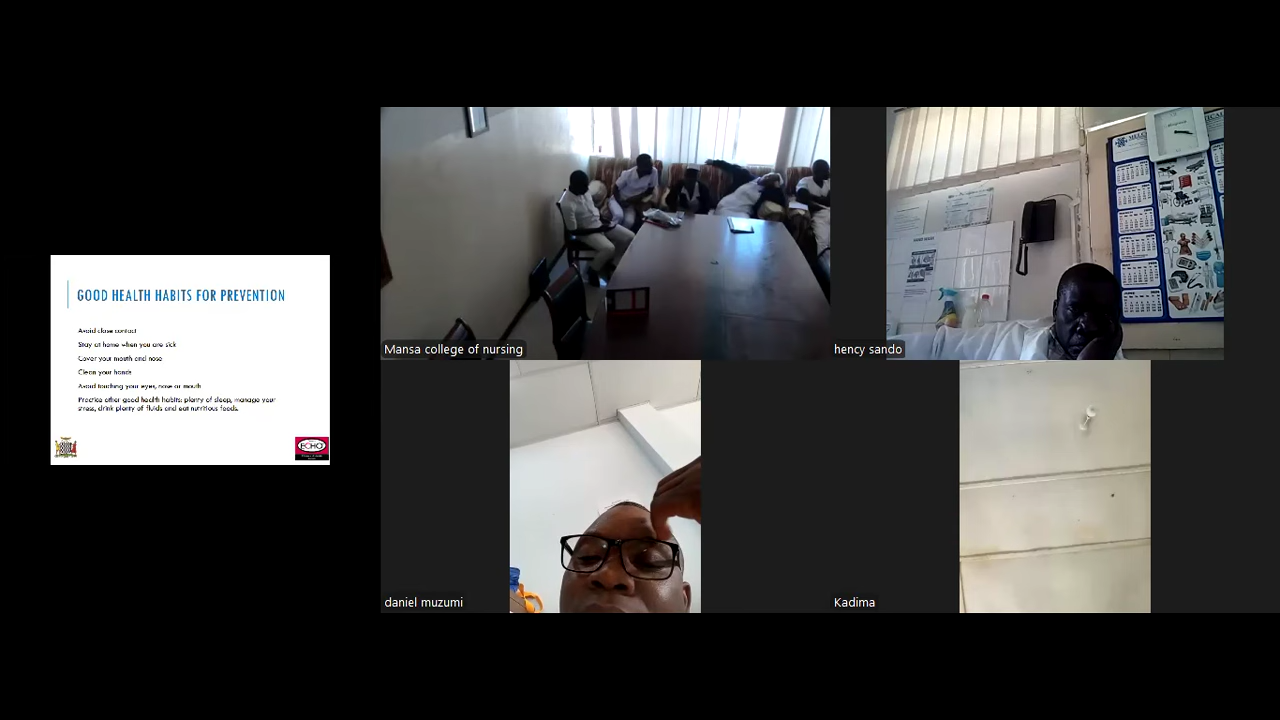 GOOD HEALTH HABITS FOR PREVENTION
Avoid close contact
Stay at home when you are sick
Cover your mouth and nose
Clean your hands
Avoid touching your eyes, nose or mouth
Practice other good health habits: plenty of sleep, manage your
stress, drink plenty of fluids and eat nutritious foods.
ECHO
Mansa college of nursing
hency sando
daniel muzumi
Kadima